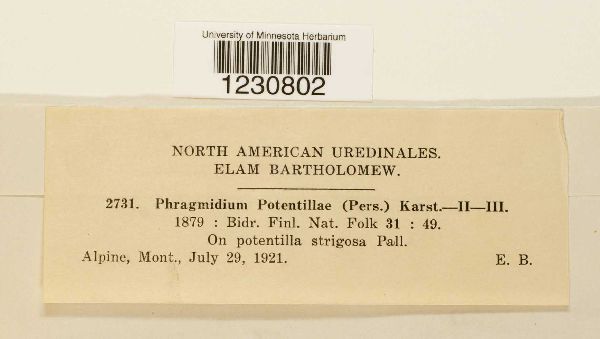 University of Minnesota Herbarium
1230802
NORTH AMERICAN UREDINALES.
ELAM BARTHOLOMEW.
2731. Phragmidium Potentillae (Pers.) Karst.—II—III.
1879 : Bidr. Finl. Nat. Folk 31 : 49.
On potentilla strigosa Pall.
Alpine, Mont., July 29, 1921. E. B.